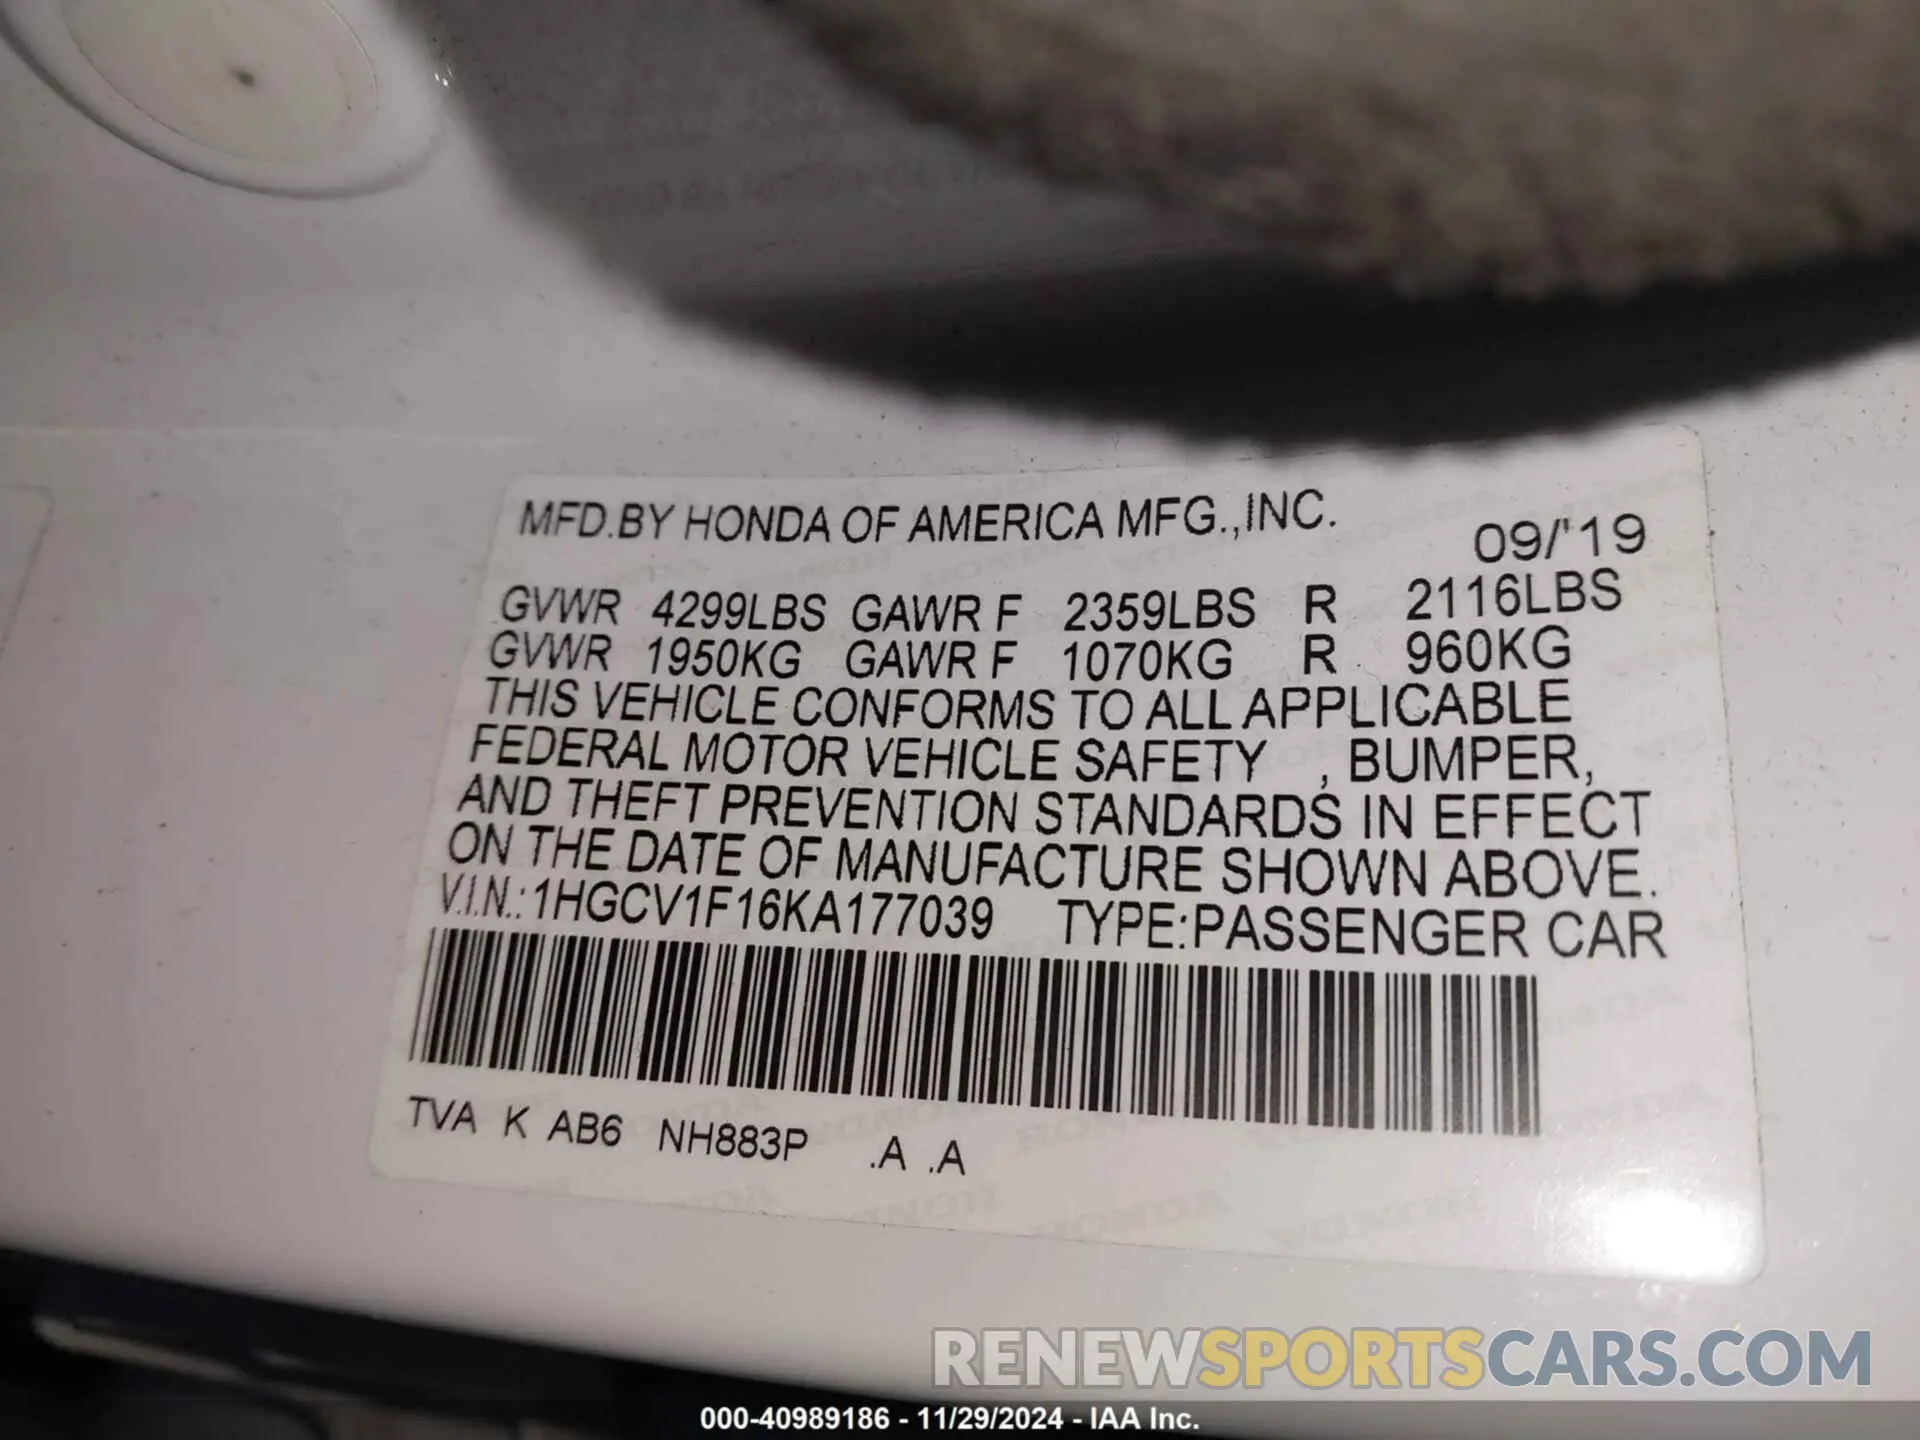 MFD.BY HONDA OF AMERICA MFG.,INC.
09/'19
GVWR 4299LBS GAWR F 2359LBS R 2116LBS
GVWR 1950KG GAWR F 1070KG R 960KG
THIS VEHICLE CONFORMS TO ALL APPLICABLE
FEDERAL MOTOR VEHICLE SAFETY , BUMPER,
AND THEFT PREVENTION STANDARDS IN EFFECT
ON THE DATE OF MANUFACTURE SHOWN ABOVE.
V.I.N.:1HGCV1F16KA177039 TYPE:PASSENGER CAR
TVA K AB6 NH883P .A .A
RENEWSPORTSCARS.COM
000-40989186 - 11/29/2024 - IAA Inc.